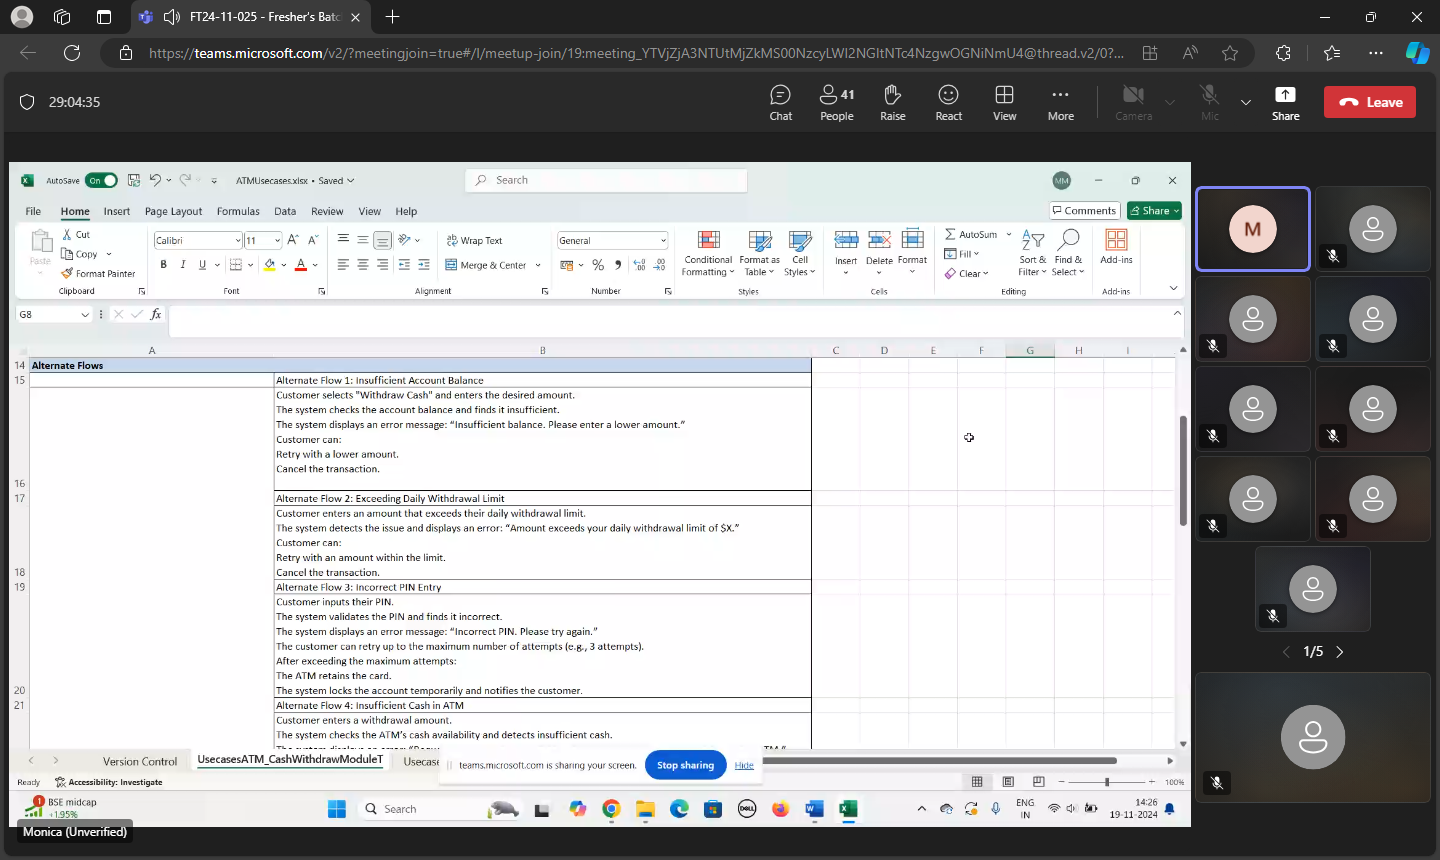 FT24-11-025 - Fresher's Batc
https://teams.microsoft.com/v2/?meetingjoin=true#/l/meetup-join/19:meeting_YTVjZjA3NTUtMjZkMS00NzcyLWI2NGItNTc4NzgwOGNiNmU4@thread.v2/0?...
29:04:35
Chat
41
People
Raise
React
View
More
Camera
Mic
Share
Leave
AutoSave On
ATMUsecases.xlsx • Saved
Search
MM
File Home Insert Page Layout Formulas Data Review View Help
Comments Share
Paste
Cut
Copy
Format Painter
Clipboard
Calibri 11
B I U
Font
Wrap Text
Merge & Center
Alignment
General
Number
Conditional Formatting
Format as Table
Cell Styles
Styles
Insert
Delete
Format
Cells
AutoSum
Fill
Clear
Sort & Filter
Find & Select
Editing
Add-ins
Add-ins
G8
fx
A B C D E F G H I
14 Alternate Flows
15 Alternate Flow 1: Insufficient Account Balance
Customer selects "Withdraw Cash" and enters the desired amount.
The system checks the account balance and finds it insufficient.
The system displays an error message: “Insufficient balance. Please enter a lower amount.”
Customer can:
Retry with a lower amount.
Cancel the transaction.
16
17 Alternate Flow 2: Exceeding Daily Withdrawal Limit
Customer enters an amount that exceeds their daily withdrawal limit.
The system detects the issue and displays an error: “Amount exceeds your daily withdrawal limit of $X.”
Customer can:
Retry with an amount within the limit.
18 Cancel the transaction.
19 Alternate Flow 3: Incorrect PIN Entry
Customer inputs their PIN.
The system validates the PIN and finds it incorrect.
The system displays an error message: “Incorrect PIN. Please try again.”
The customer can retry up to the maximum number of attempts (e.g., 3 attempts).
After exceeding the maximum attempts:
The ATM retains the card.
20 The system locks the account temporarily and notifies the customer.
21 Alternate Flow 4: Insufficient Cash in ATM
Customer enters a withdrawal amount.
The system checks the ATM’s cash availability and detects insufficient cash.
Version Control
UsecasesATM_CashWithdrawModuleT
Usecase
teams.microsoft.com is sharing your screen.
Stop sharing
Hide
Ready
Accessibility: Investigate
100%
1
BSE midcap
+1.95%
Search
DELL
ENG
IN
14:26
19-11-2024
Monica (Unverified)
M
1/5